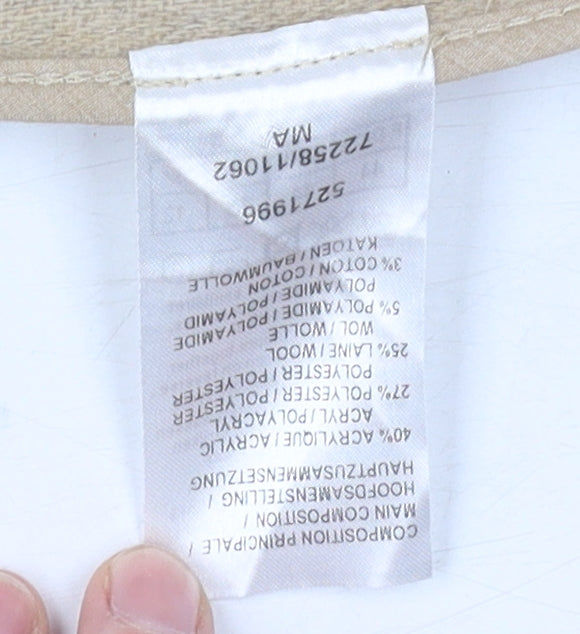 COMPOSITION PRINCIPALE /
MAIN COMPOSITION /
HOOFDSAMENSTELLING /
HAUPTZUSAMMENSETZUNG
40% ACRYLIQUE / ACRYLIC
ACRYL / POLYACRYL
27% POLYESTER / POLYESTER
POLYESTER / POLYESTER
25% LAINE / WOOL
WOL / WOLLE
5% POLYAMIDE / POLYAMIDE
POLYAMIDE / POLYAMID
3% COTON / COTTON
KATOEN / BAUMWOLLE
5271996
72258/11062
MA